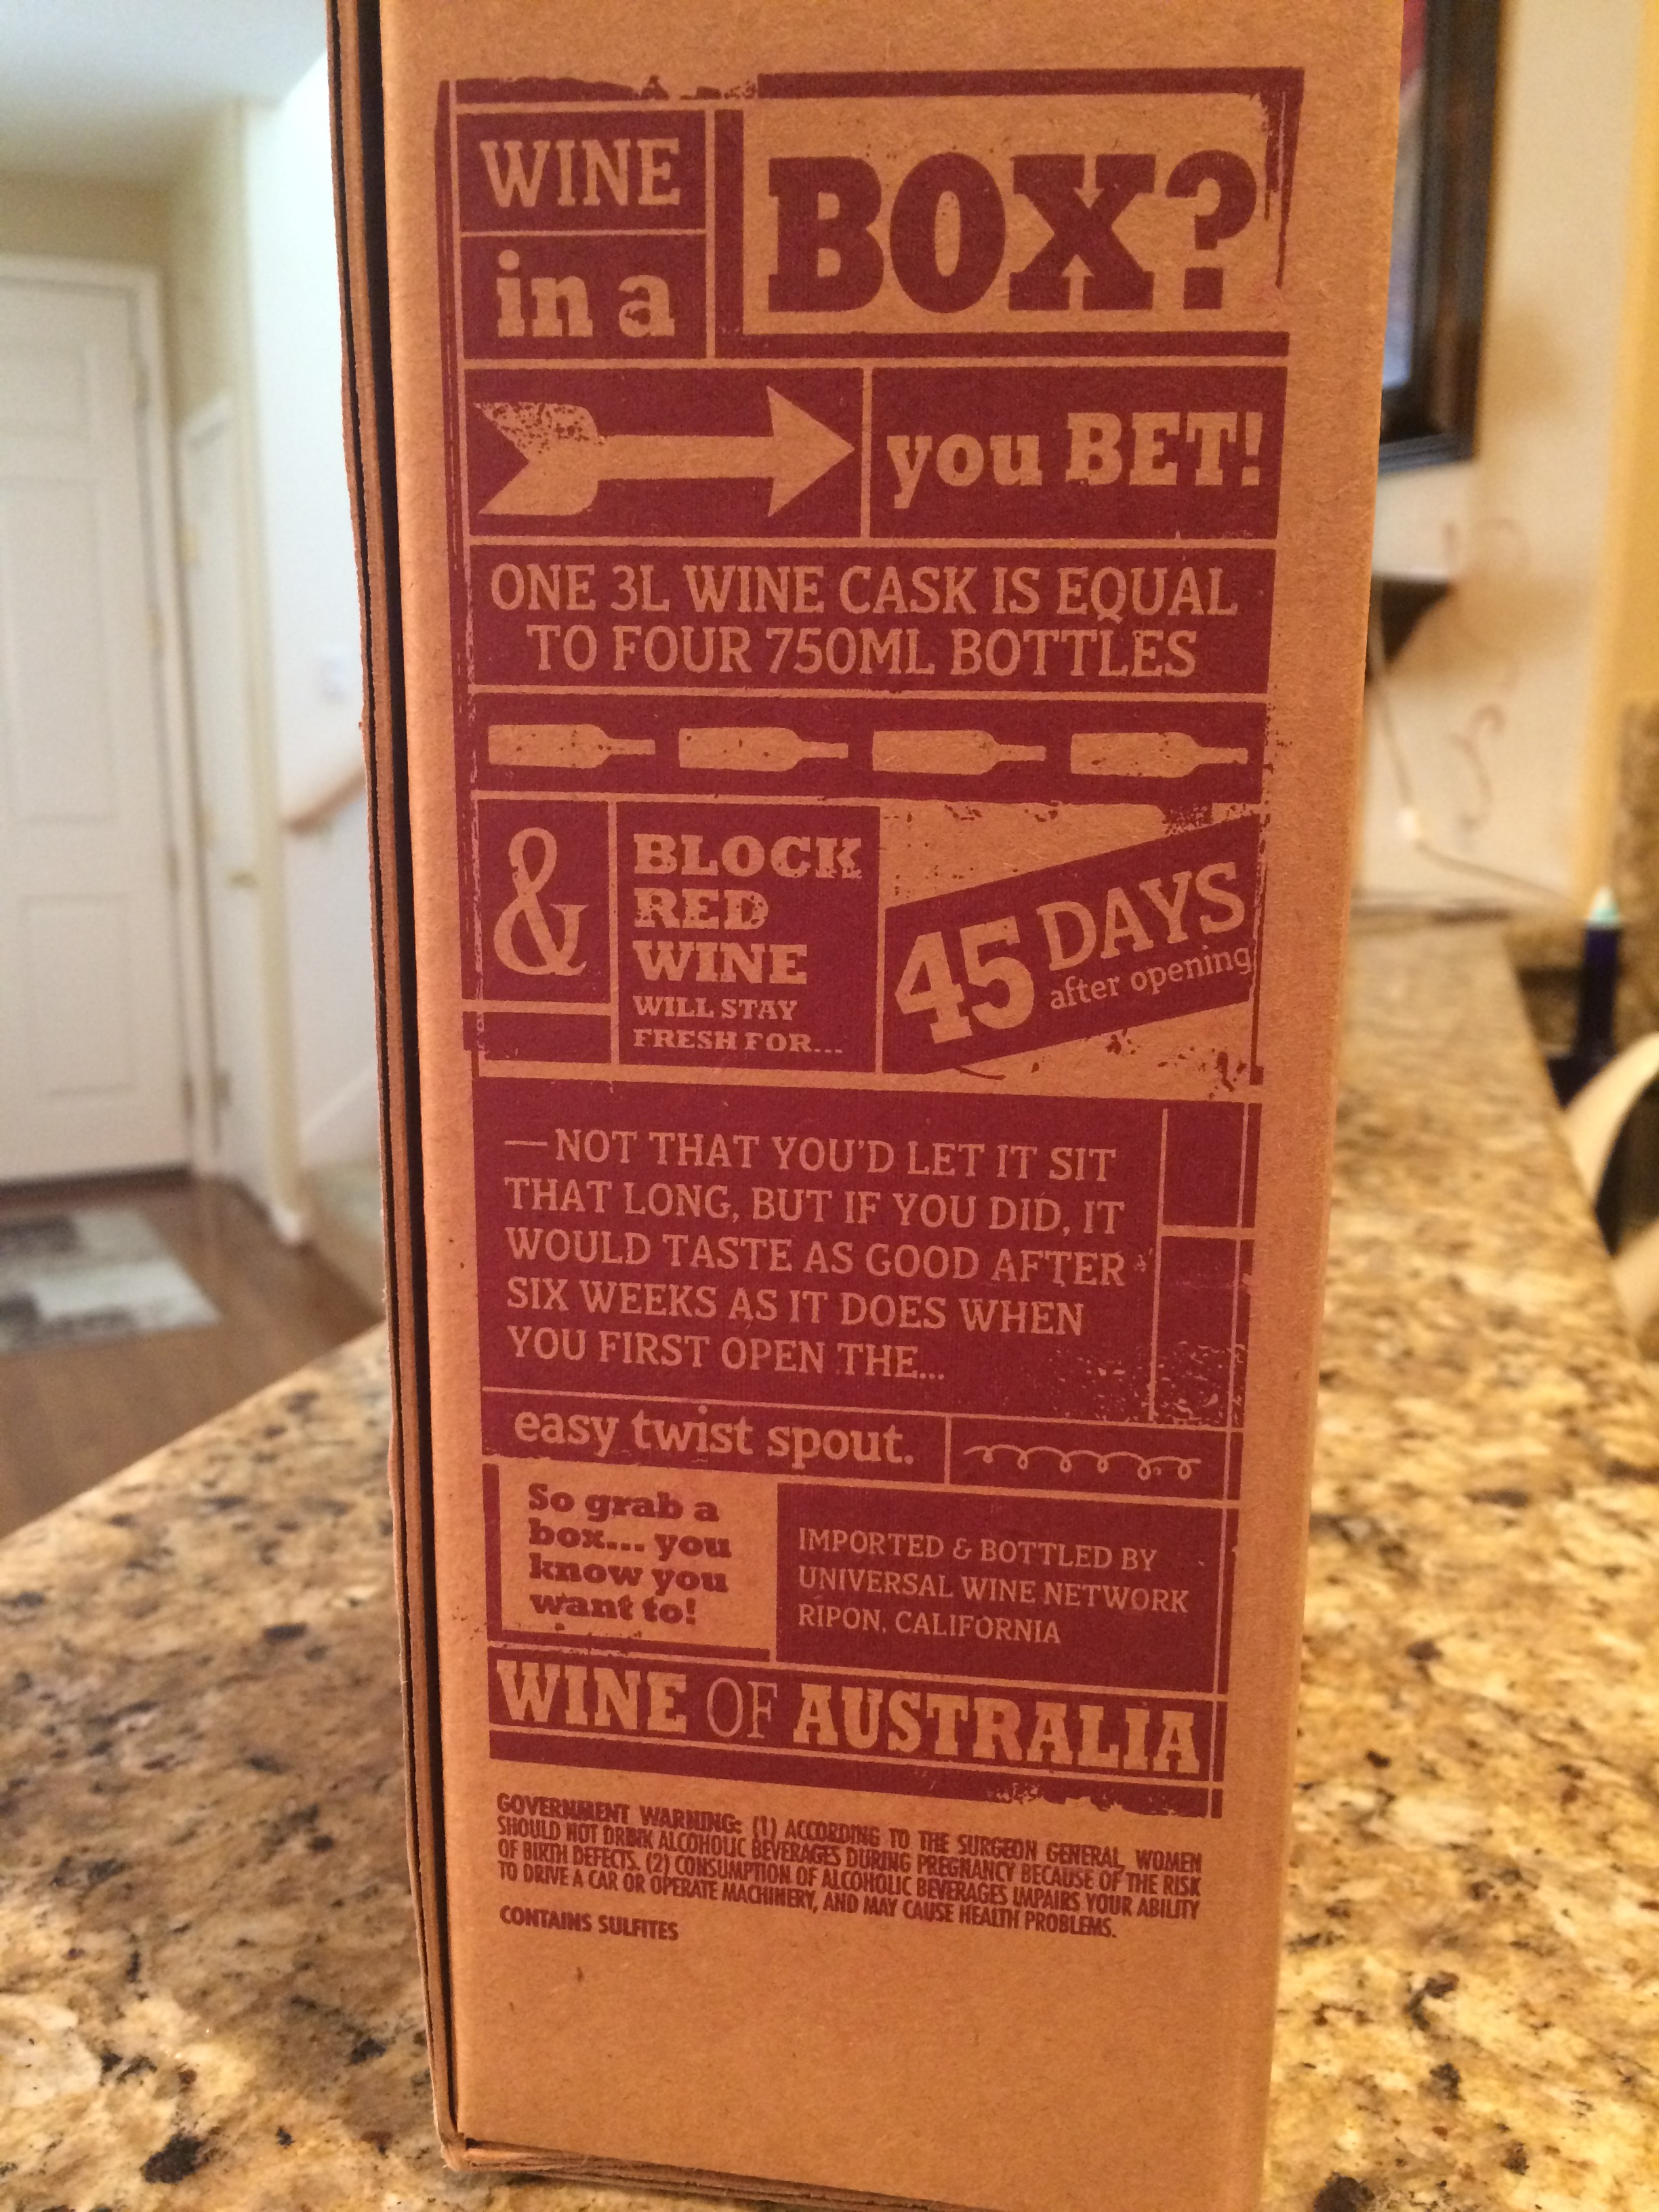 WINE
in a
BOX?
you BET!
ONE 3L WINE CASK IS EQUAL
TO FOUR 750ML BOTTLES
&
BLOCK
RED
WINE
WILL STAY
FRESH FOR...
45 DAYS
after opening
—NOT THAT YOU'D LET IT SIT
THAT LONG, BUT IF YOU DID, IT
WOULD TASTE AS GOOD AFTER
SIX WEEKS AS IT DOES WHEN
YOU FIRST OPEN THE...
easy twist spout.
So grab a
box... you
know you
want to!
IMPORTED & BOTTLED BY
UNIVERSAL WINE NETWORK
RIPON, CALIFORNIA
WINE OF AUSTRALIA
GOVERNMENT WARNING: (1) ACCORDING TO THE SURGEON GENERAL, WOMEN
SHOULD NOT DRINK ALCOHOLIC BEVERAGES DURING PREGNANCY BECAUSE OF THE RISK
OF BIRTH DEFECTS. (2) CONSUMPTION OF ALCOHOLIC BEVERAGES IMPAIRS YOUR ABILITY
TO DRIVE A CAR OR OPERATE MACHINERY, AND MAY CAUSE HEALTH PROBLEMS.
CONTAINS SULFITES